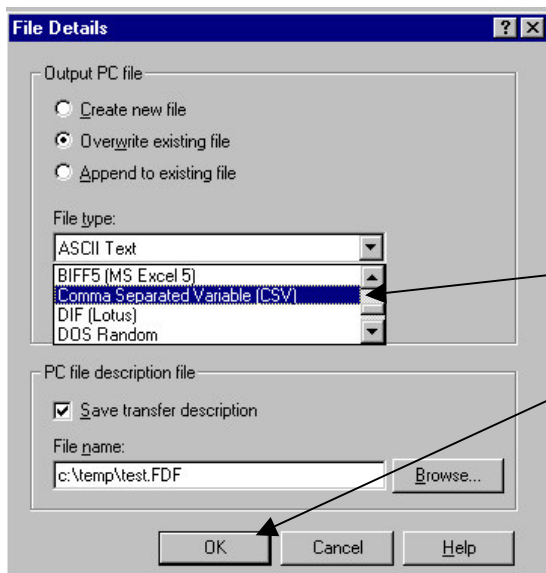 File Details
Output PC file
Create new file
Overwrite existing file
Append to existing file
File type:
ASCII Text
BIFF5 (MS Excel 5)
Comma Separated Variable (CSV)
DIF (Lotus)
DOS Random
PC file description file
Save transfer description
File name:
c:\temp\test.FDF
Browse...
OK Cancel Help